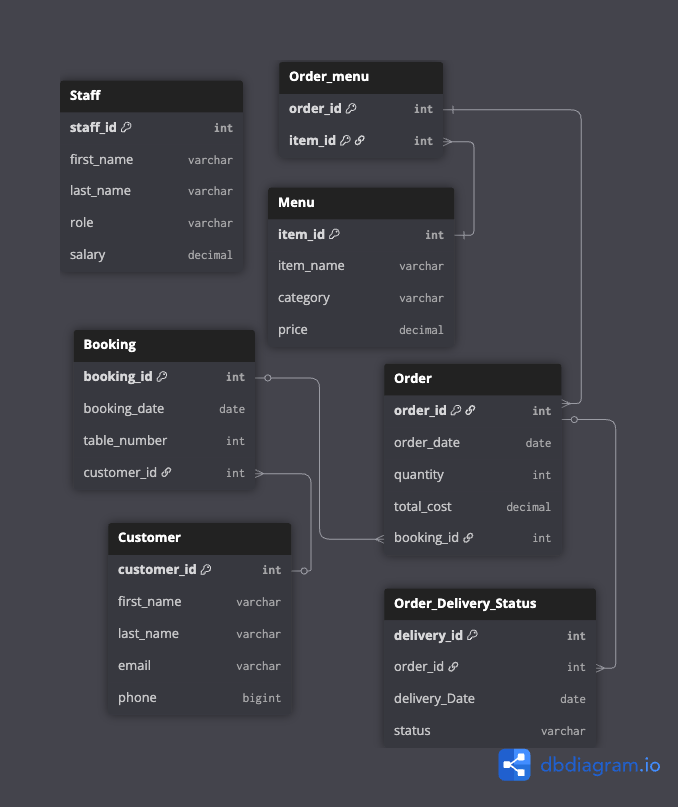 Staff
staff_id int
first_name varchar
last_name varchar
role varchar
salary decimal
Order_menu
order_id int
item_id int
Menu
item_id int
item_name varchar
category varchar
price decimal
Booking
booking_id int
booking_date date
table_number int
customer_id int
Order
order_id int
order_date date
quantity int
total_cost decimal
booking_id int
Customer
customer_id int
first_name varchar
last_name varchar
email varchar
phone bigint
Order_Delivery_Status
delivery_id int
order_id int
delivery_Date date
status varchar
dbdiagram.io